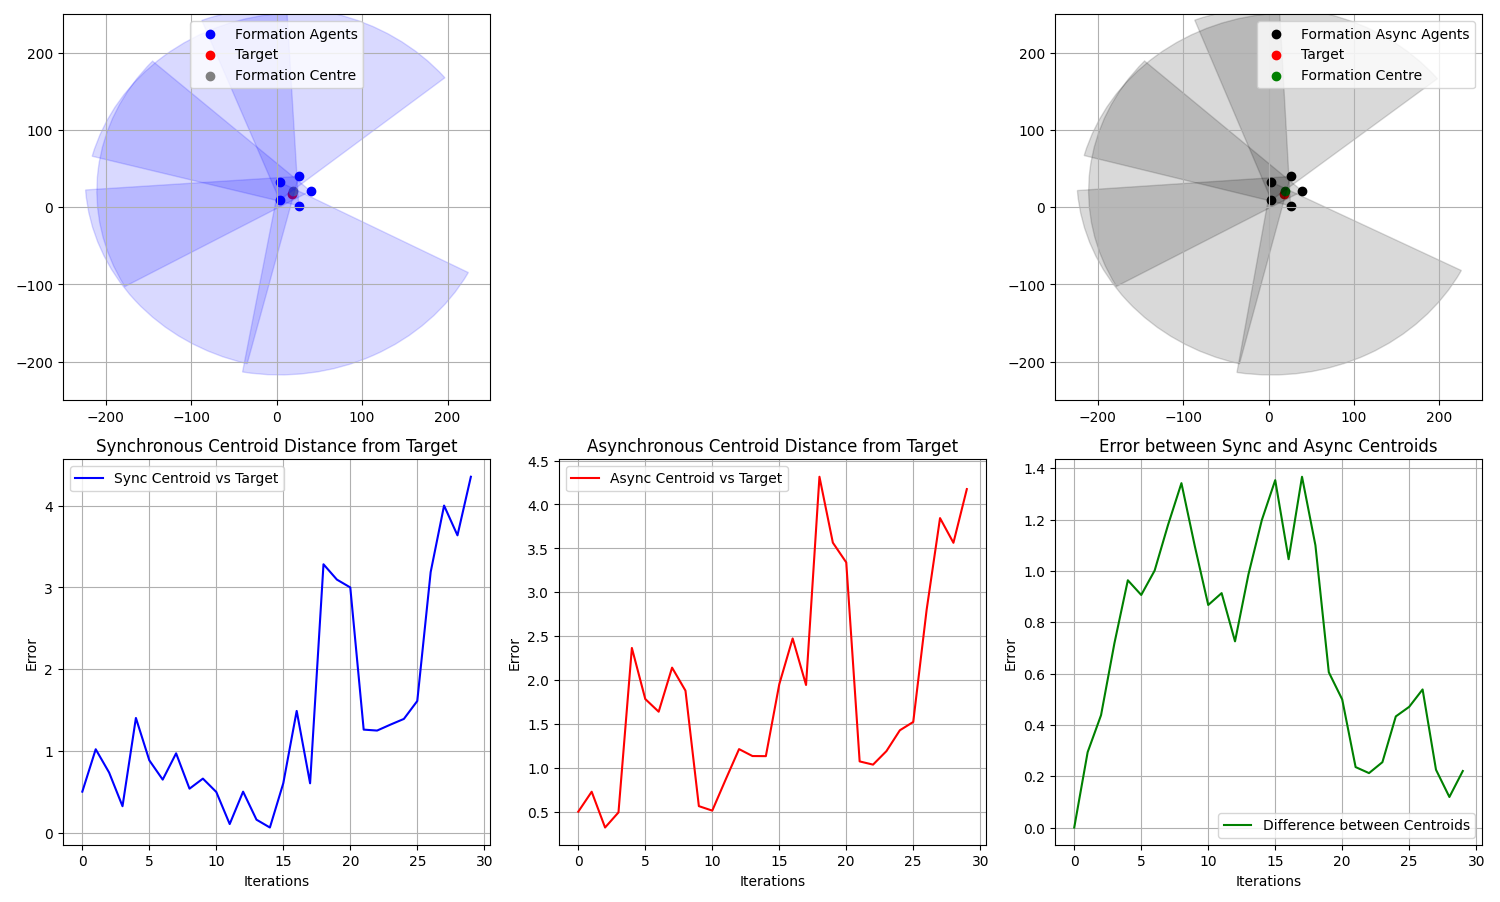 Formation Agents
Target
Formation Centre
200
100
0
−100
−200
−200 −100 0 100 200
Formation Async Agents
Target
Formation Centre
200
100
0
−100
−200
−200 −100 0 100 200
Synchronous Centroid Distance from Target
Sync Centroid vs Target
Error
4
3
2
1
0
0 5 10 15 20 25 30
Iterations
Asynchronous Centroid Distance from Target
Async Centroid vs Target
Error
4.5
4.0
3.5
3.0
2.5
2.0
1.5
1.0
0.5
0 5 10 15 20 25 30
Iterations
Error between Sync and Async Centroids
Error
1.4
1.2
1.0
0.8
0.6
0.4
0.2
0.0
Difference between Centroids
0 5 10 15 20 25 30
Iterations